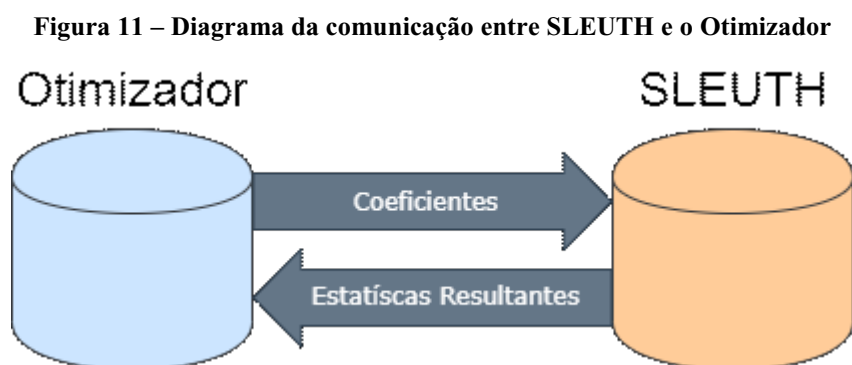 Figura 11 – Diagrama da comunicação entre SLEUTH e o Otimizador
Otimizador
SLEUTH
Coeficientes
Estatíscas Resultantes